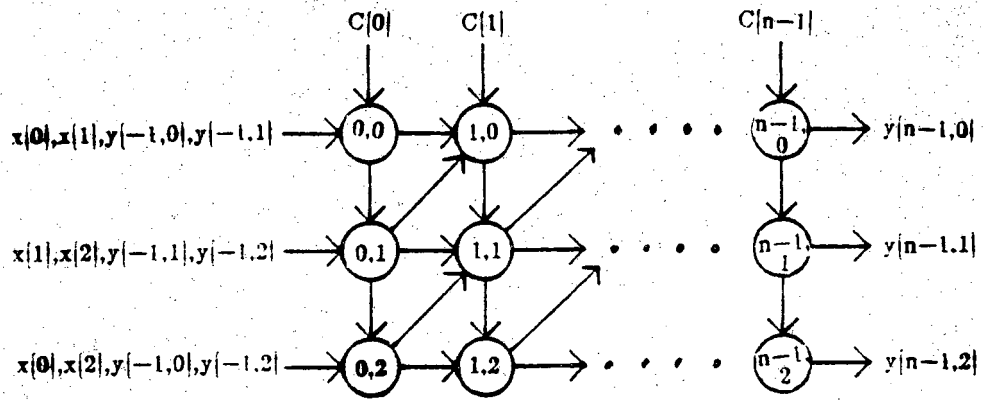 C[0] C[1] C[n−1]
x[0],x[1],y[−1,0],y[−1,1] 0,0 1,0 n−1, 0 y[n−1,0]
x[1],x[2],y[−1,1],y[−1,2] 0,1 1,1 n−1, 1 y[n−1,1]
x[0],x[2],y[−1,0],y[−1,2] 0,2 1,2 n−1, 2 y[n−1,2]